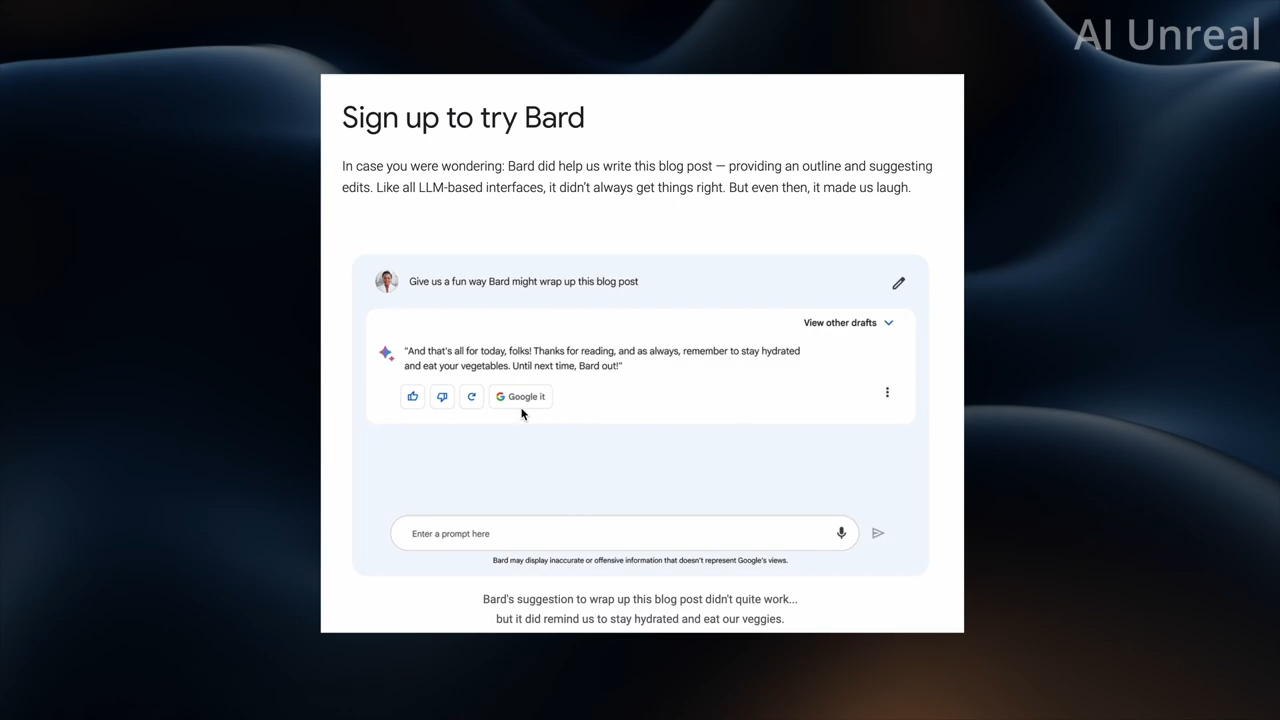 AI Unreal
Sign up to try Bard
In case you were wondering: Bard did help us write this blog post — providing an outline and suggesting
edits. Like all LLM-based interfaces, it didn't always get things right. But even then, it made us laugh.
Give us a fun way Bard might wrap up this blog post
View other drafts
"And that's all for today, folks! Thanks for reading, and as always, remember to stay hydrated
and eat your vegetables. Until next time, Bard out!"
Google it
Enter a prompt here
Bard may display inaccurate or offensive information that doesn't represent Google's views.
Bard's suggestion to wrap up this blog post didn't quite work...
but it did remind us to stay hydrated and eat our veggies.